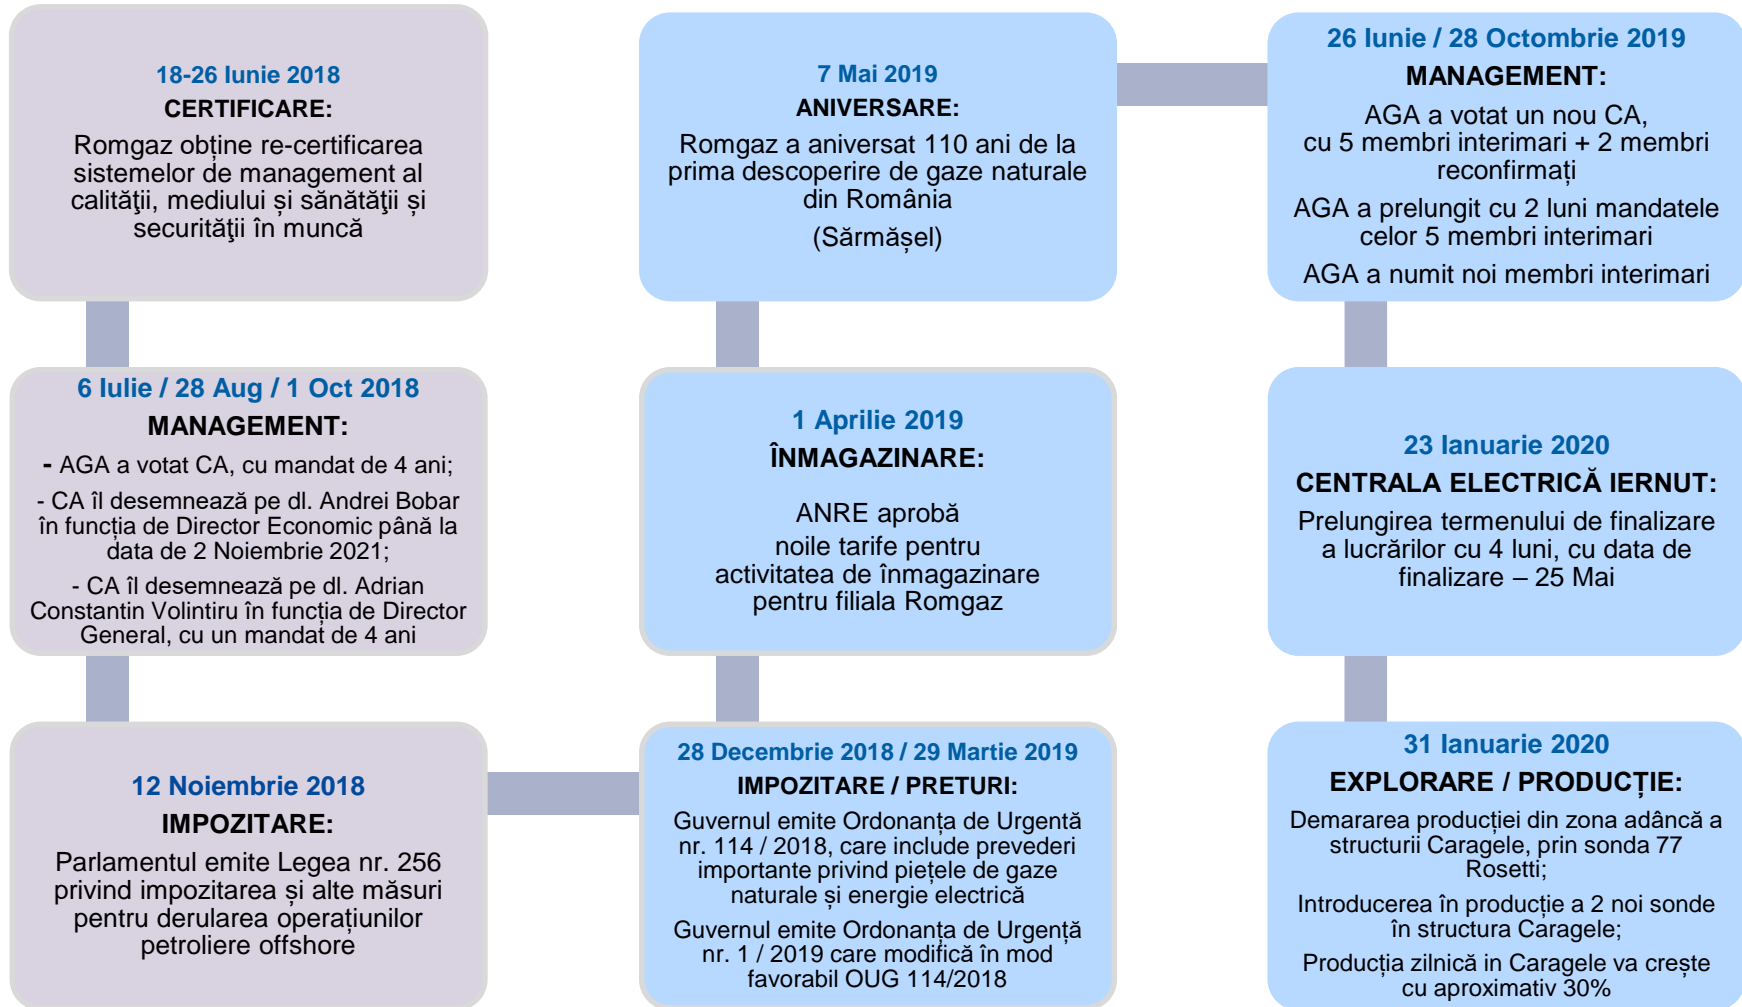 18-26 Iunie 2018
CERTIFICARE:
Romgaz obține re-certificarea
sistemelor de management al
calităţii, mediului și sănătăţii și
securităţii în muncă
6 Iulie / 28 Aug / 1 Oct 2018
MANAGEMENT:
- AGA a votat CA, cu mandat de 4 ani;
- CA îl desemnează pe dl. Andrei Bobar
în funcția de Director Economic până la
data de 2 Noiembrie 2021;
- CA îl desemnează pe dl. Adrian
Constantin Volintiru în funcția de Director
General, cu un mandat de 4 ani
12 Noiembrie 2018
IMPOZITARE:
Parlamentul emite Legea nr. 256
privind impozitarea și alte măsuri
pentru derularea operațiunilor
petroliere offshore
28 Decembrie 2018 / 29 Martie 2019
IMPOZITARE / PRETURI:
Guvernul emite Ordonanța de Urgentă
nr. 114 / 2018, care include prevederi
importante privind piețele de gaze
naturale și energie electrică
Guvernul emite Ordonanța de Urgență
nr. 1 / 2019 care modifică în mod
favorabil OUG 114/2018
1 Aprilie 2019
ÎNMAGAZINARE:
ANRE aprobă
noile tarife pentru
activitatea de înmagazinare
pentru filiala Romgaz
7 Mai 2019
ANIVERSARE:
Romgaz a aniversat 110 ani de la
prima descoperire de gaze naturale
din România
(Sărmășel)
26 Iunie / 28 Octombrie 2019
MANAGEMENT:
AGA a votat un nou CA,
cu 5 membri interimari + 2 membri
reconfirmați
AGA a prelungit cu 2 luni mandatele
celor 5 membri interimari
AGA a numit noi membri interimari
23 Ianuarie 2020
CENTRALA ELECTRICĂ IERNUT:
Prelungirea termenului de finalizare
a lucrărilor cu 4 luni, cu data de
finalizare – 25 Mai
31 Ianuarie 2020
EXPLORARE / PRODUCȚIE:
Demararea producției din zona adâncă a
structurii Caragele, prin sonda 77
Rosetti;
Introducerea în producție a 2 noi sonde
în structura Caragele;
Producția zilnică in Caragele va crește
cu aproximativ 30%